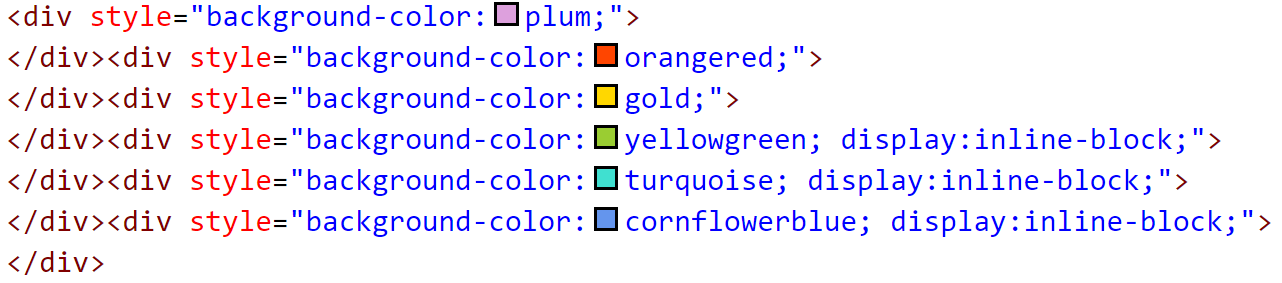 <div style="background-color:plum;">
</div><div style="background-color:orangered;">
</div><div style="background-color:gold;">
</div><div style="background-color:yellowgreen; display:inline-block;">
</div><div style="background-color:turquoise; display:inline-block;">
</div><div style="background-color:cornflowerblue; display:inline-block;">
</div>